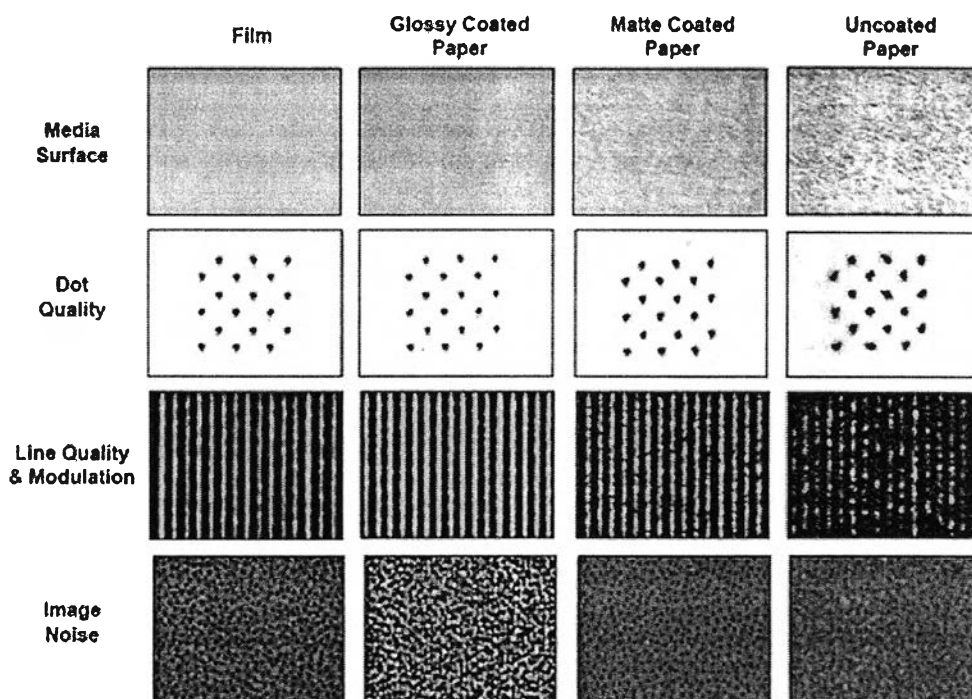 Film
Glossy Coated
Paper
Matte Coated
Paper
Uncoated
Paper
Media
Surface
Dot
Quality
Line Quality
& Modulation
Image
Noise